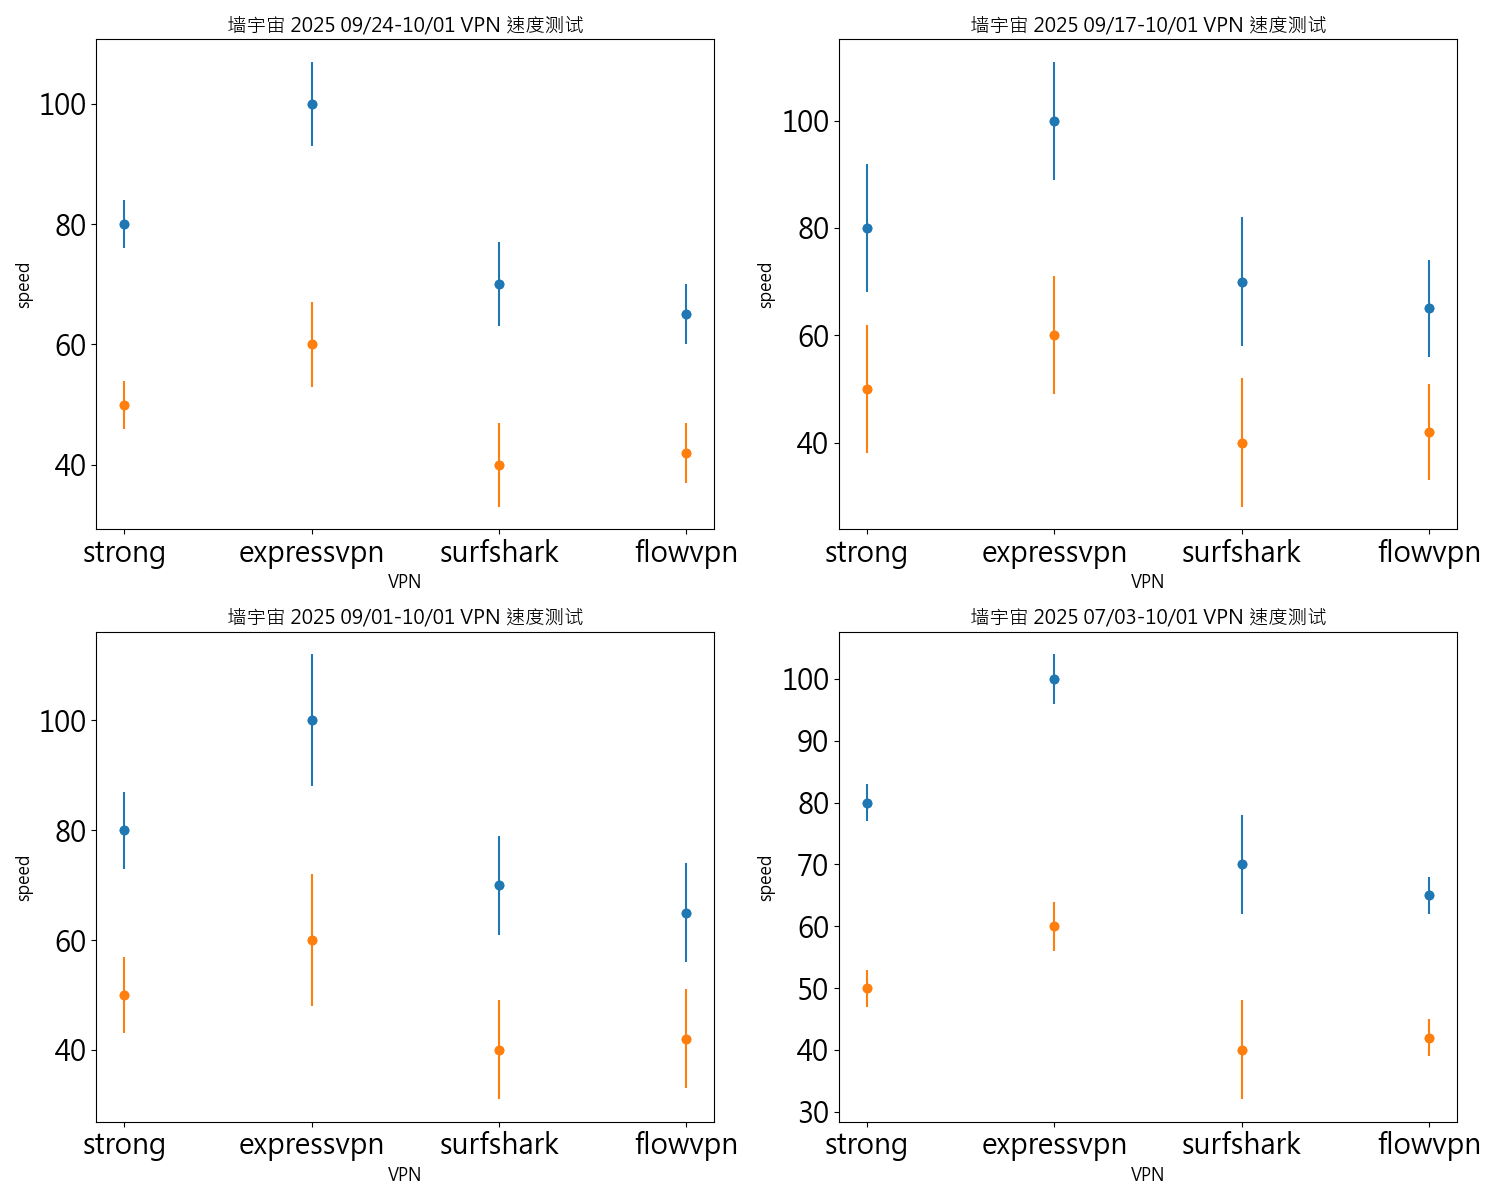 墙宇宙 2025 09/24-10/01 VPN 速度测试
100
80
60
40
speed
strong expressvpn surfshark flowvpn
VPN
墙宇宙 2025 09/17-10/01 VPN 速度测试
100
80
60
40
speed
strong expressvpn surfshark flowvpn
VPN
墙宇宙 2025 09/01-10/01 VPN 速度测试
100
80
60
40
speed
strong expressvpn surfshark flowvpn
VPN
墙宇宙 2025 07/03-10/01 VPN 速度测试
100
90
80
70
60
50
40
30
speed
strong expressvpn surfshark flowvpn
VPN